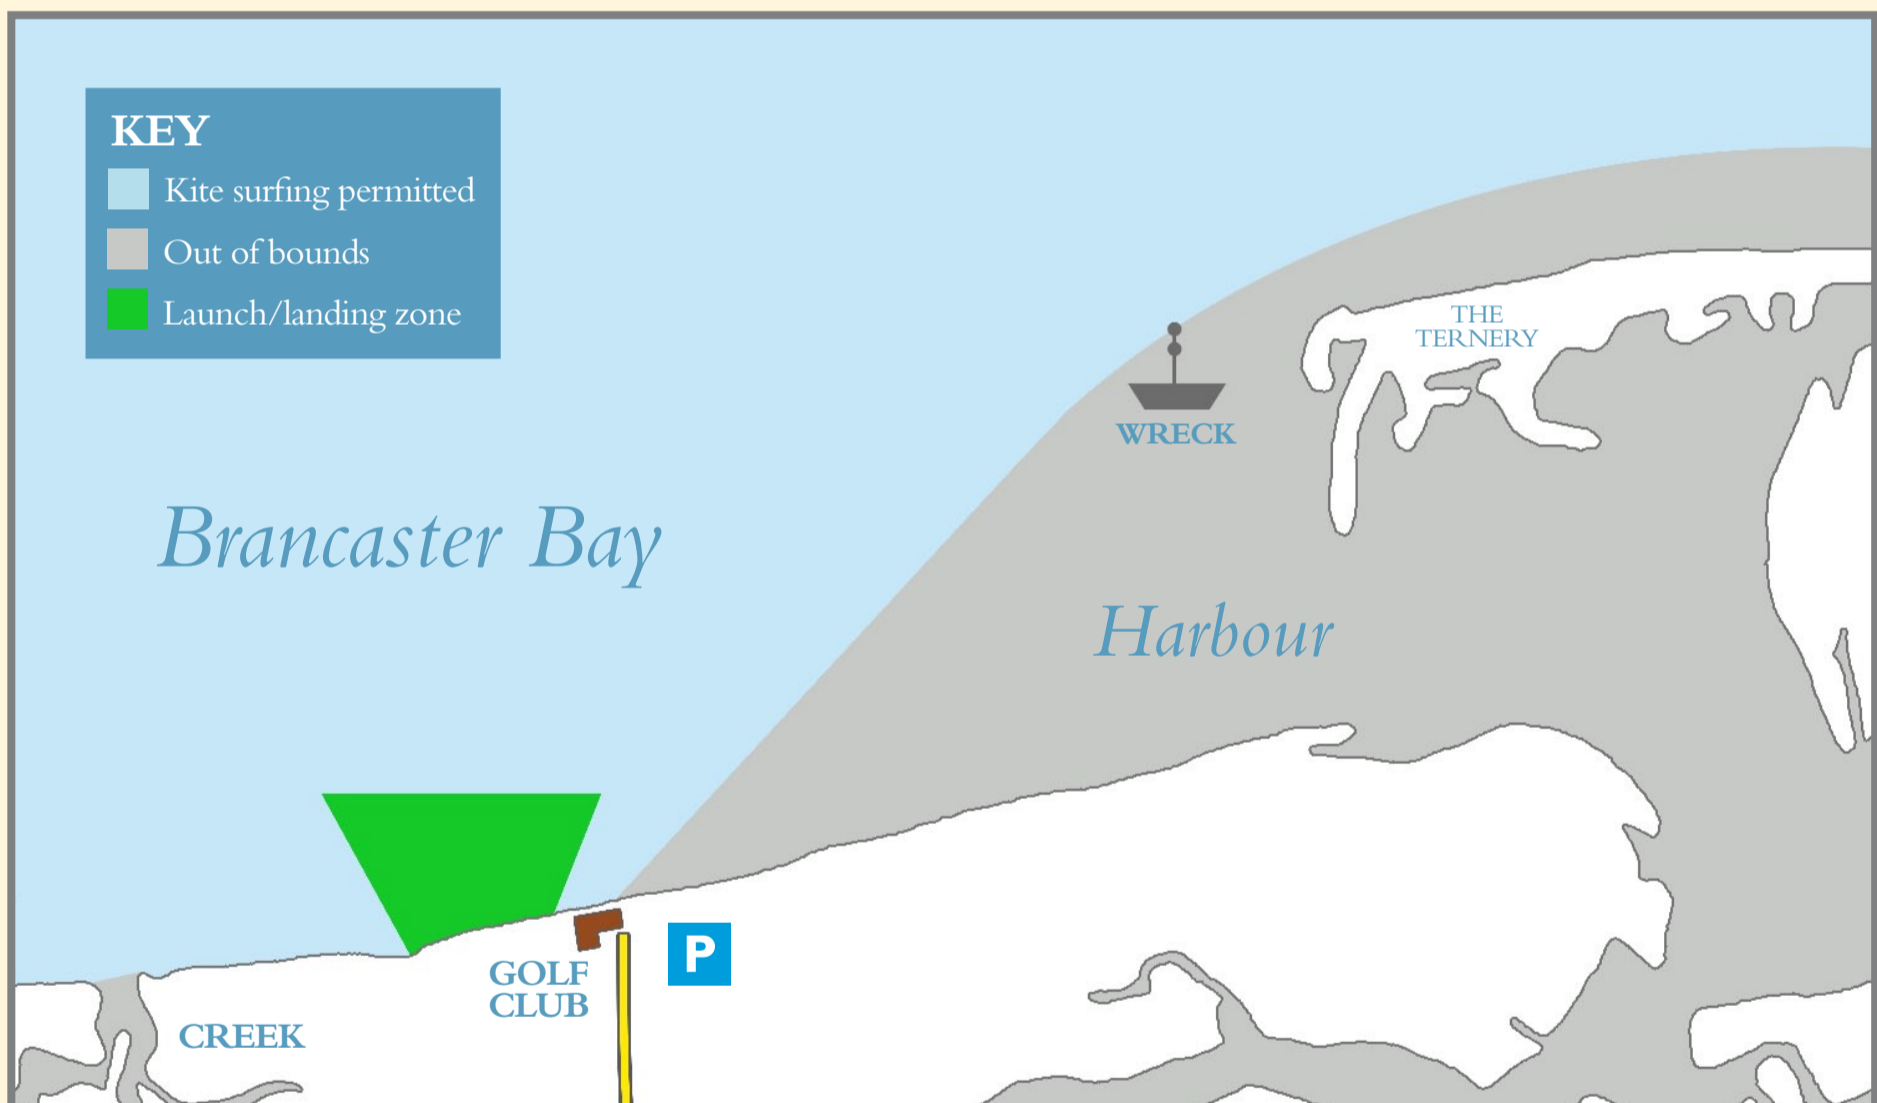 KEY
Kite surfing permitted
Out of bounds
Launch/landing zone
THE
TERNERY
WRECK
Brancaster Bay
Harbour
P
GOLF
CLUB
CREEK